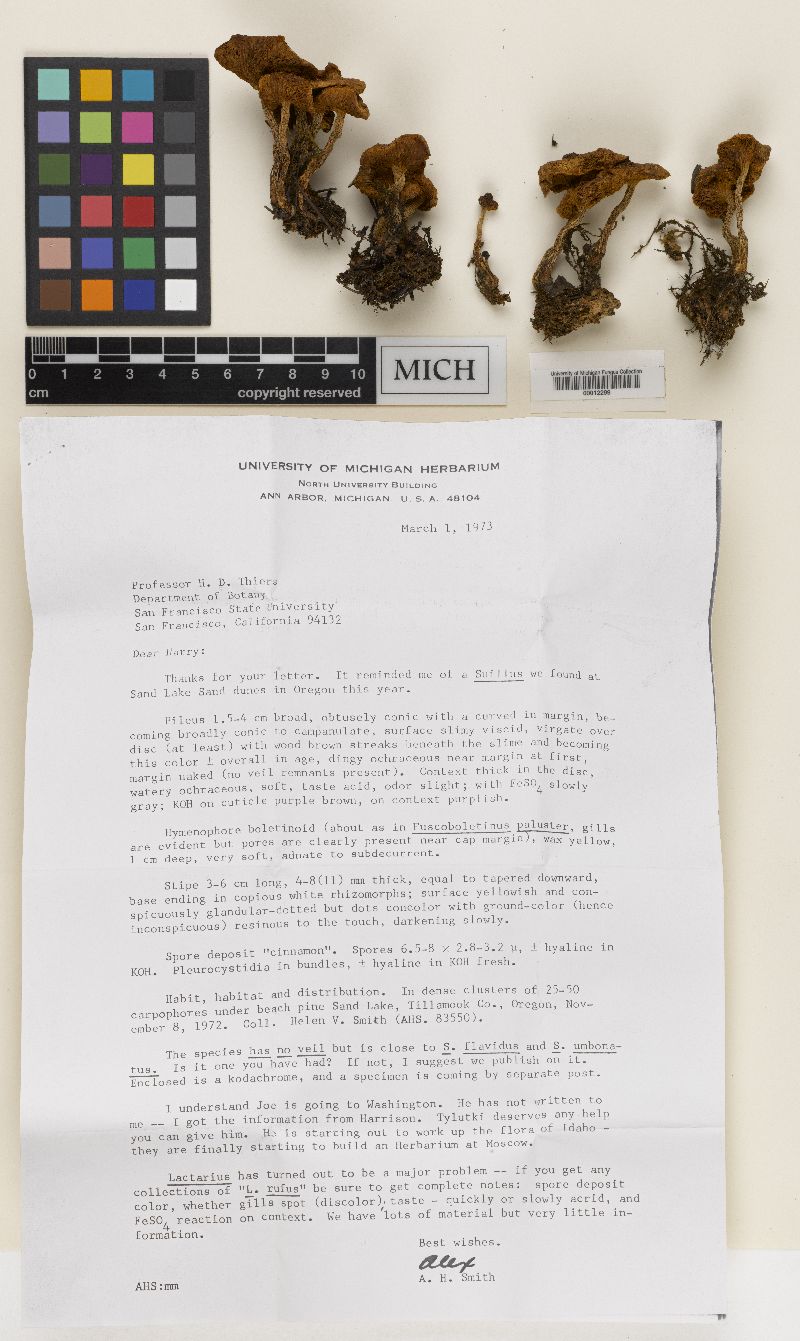 0 1 2 3 4 5 6 7 8 9 10
cm
copyright reserved
MICH
University of Michigan Fungus Collection
UNIVERSITY OF MICHIGAN HERBARIUM
NORTH UNIVERSITY BUILDING
ANN ARBOR, MICHIGAN, U. S. A. 48104
March 1, 1973
Professor H. D. Thiers
Department of Botany
San Francisco State University
San Francisco, California 94132
Dear Harry:
Thanks for your letter. It reminded me of a Suillus we found at
Sand Lake Sand dunes in Oregon this year.
Pileus 1.5-4 cm broad, obtusely conic with a curved in margin, be-
coming broadly conic to campanulate, surface slimy viscid, virgate over
disc (at least) with wood brown streaks beneath the slime and becoming
this color ± overall in age, dingy ochraceous near margin at first,
margin naked (no veil remnants present). Context thick in the disc,
watery ochraceous, soft, taste acid, odor slight; with FeSO4 slowly
gray; KOH on cuticle purple brown, on context purplish.
Hymenophore boletinoid (about as in Fuscoboletinus paluster, gills
are evident but pores are clearly present near cap margin), wax yellow,
1 cm deep, very soft, adnate to subdecurrent.
Stipe 3-6 cm long, 4-8(11) mm thick, equal to tapered downward,
base ending in copious white rhizomorphs; surface yellowish and con-
spicuously glandular-dotted but dots concolor with ground-color (hence
inconspicuous) resinous to the touch, darkening slowly.
Spore deposit "cinnamon". Spores 6.5-8 × 2.8-3.2 µ, ± hyaline in
KOH. Pleurocystidia in bundles, ± hyaline in KOH fresh.
Habit, habitat and distribution. In dense clusters of 25-50
carpophores under beach pine Sand Lake, Tillamook Co., Oregon, Nov-
ember 8, 1972. Coll. Helen V. Smith (AHS. 83550).
The species has no veil but is close to S. flavidus and S. umbona-
tus. Is it one you have had? If not, I suggest we publish on it.
Enclosed is a kodachrome, and a specimen is coming by separate post.
I understand Joe is going to Washington. He has not written to
me -- I got the information from Harrison. Tylutki deserves any help
you can give him. He is starting out to work up the flora of Idaho -
they are finally starting to build an Herbarium at Moscow.
Lactarius has turned out to be a major problem -- if you get any
collections of "L. rufus" be sure to get complete notes: spore deposit
color, whether gills spot (discolor), taste - quickly or slowly acrid, and
FeSO4 reaction on context. We have lots of material but very little in-
formation.
Best wishes.
Alex
A. H. Smith
AHS:mm